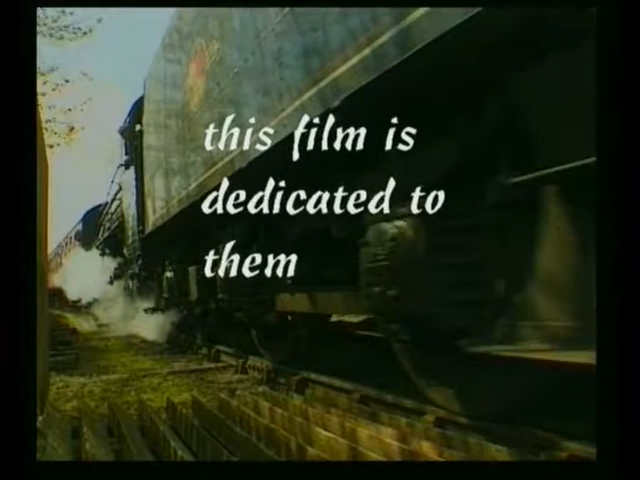 this film is
dedicated to
them